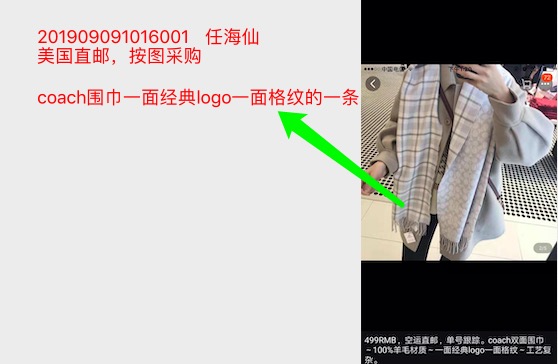 201909091016001 任海仙
美国直邮，按图采购
coach围巾一面经典logo一面格纹的一条
中国电信
499RMB，空运直邮，单号跟踪。coach双面围巾
～100%羊毛材质～一面经典logo一面格纹～工艺复
杂。